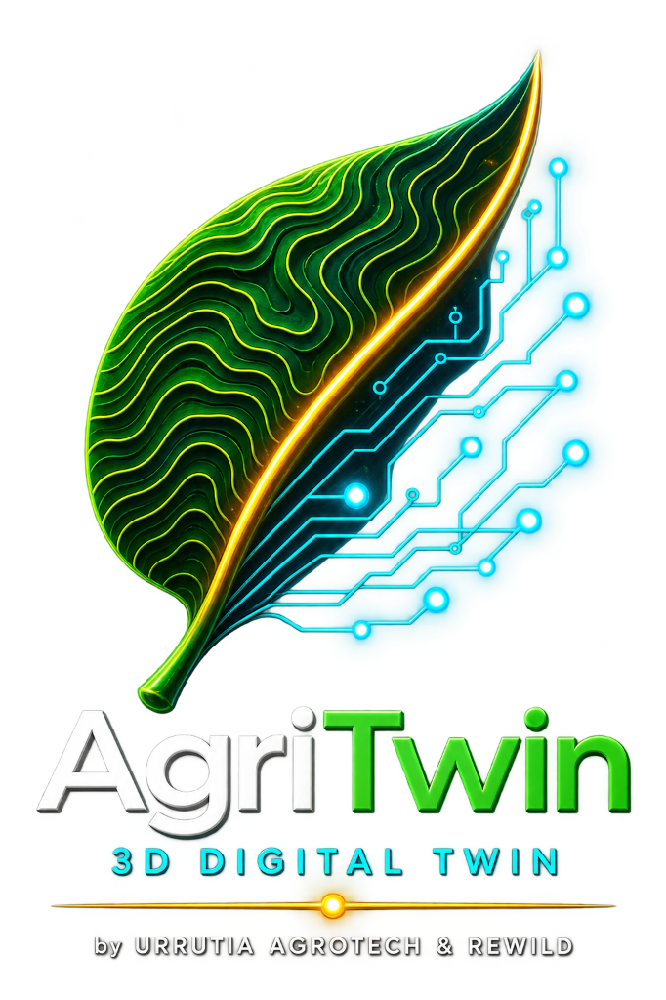 AgriTwin
3D DIGITAL TWIN
by URRUTIA AGROTECH & REWILD